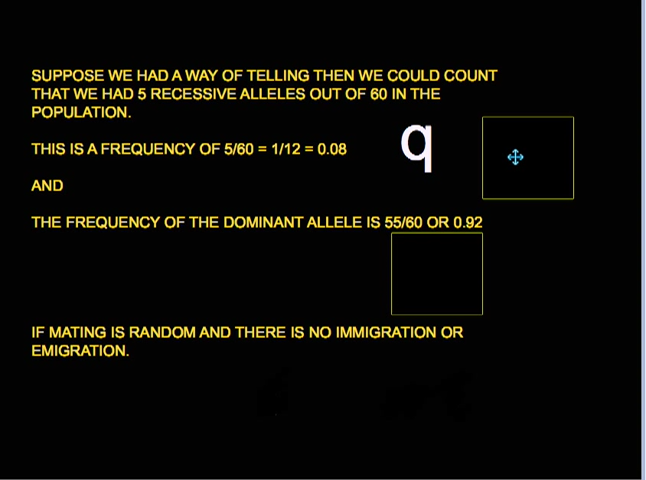 SUPPOSE WE HAD A WAY OF TELLING THEN WE COULD COUNT
THAT WE HAD 5 RECESSIVE ALLELES OUT OF 60 IN THE
POPULATION.
THIS IS A FREQUENCY OF 5/60 = 1/12 = 0.08
q
AND
THE FREQUENCY OF THE DOMINANT ALLELE IS 55/60 OR 0.92
IF MATING IS RANDOM AND THERE IS NO IMMIGRATION OR
EMIGRATION.